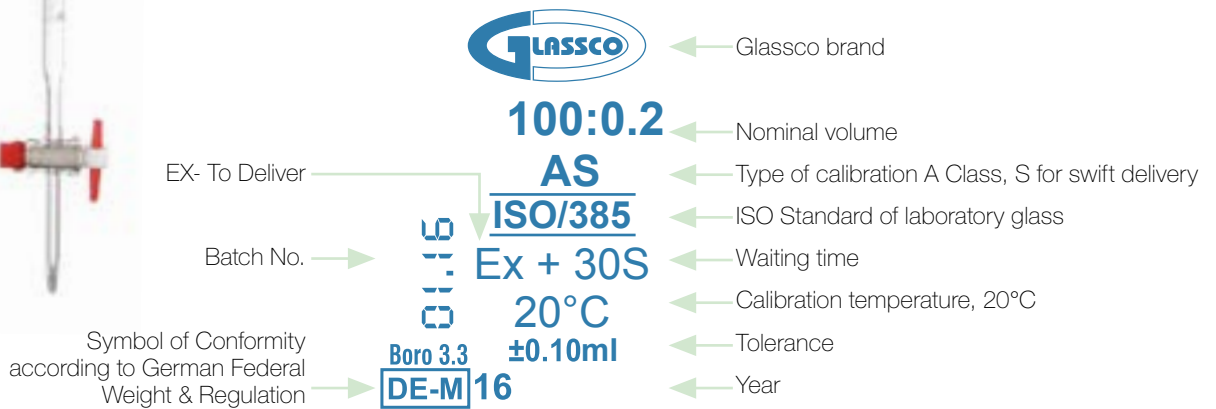 GLASSCO
Glassco brand
100:0.2
Nominal volume
EX- To Deliver
AS
Type of calibration A Class, S for swift delivery
ISO/385
ISO Standard of laboratory glass
Batch No.
01.16
Ex + 30S
Waiting time
20°C
Calibration temperature, 20°C
Symbol of Conformity
according to German Federal
Weight & Regulation
Boro 3.3
±0.10ml
Tolerance
DE-M 16
Year